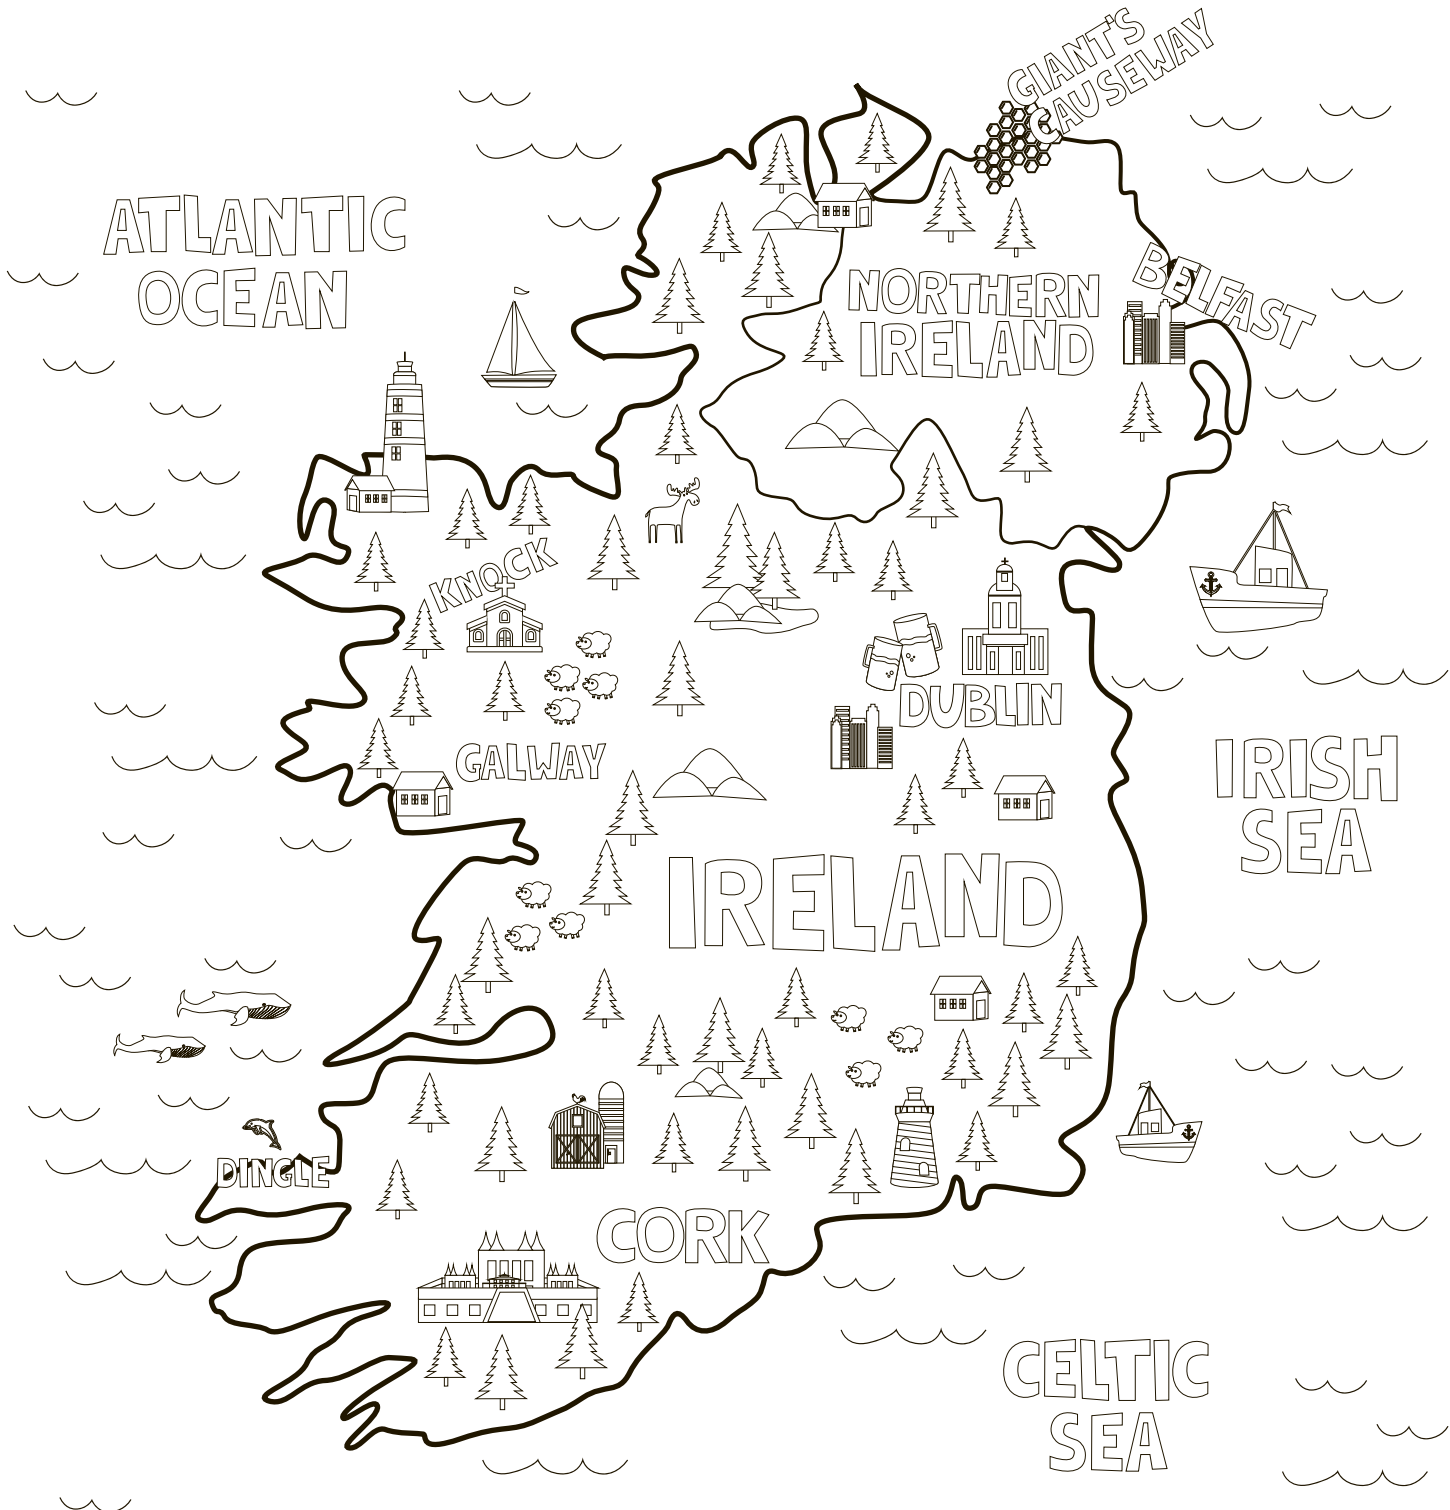 GIANT'S
CAUSEWAY
ATLANTIC
OCEAN
BELFAST
NORTHERN
IRELAND
KNOCK
DUBLIN
GALWAY
IRISH
SEA
IRELAND
DINGLE
CORK
CELTIC
SEA